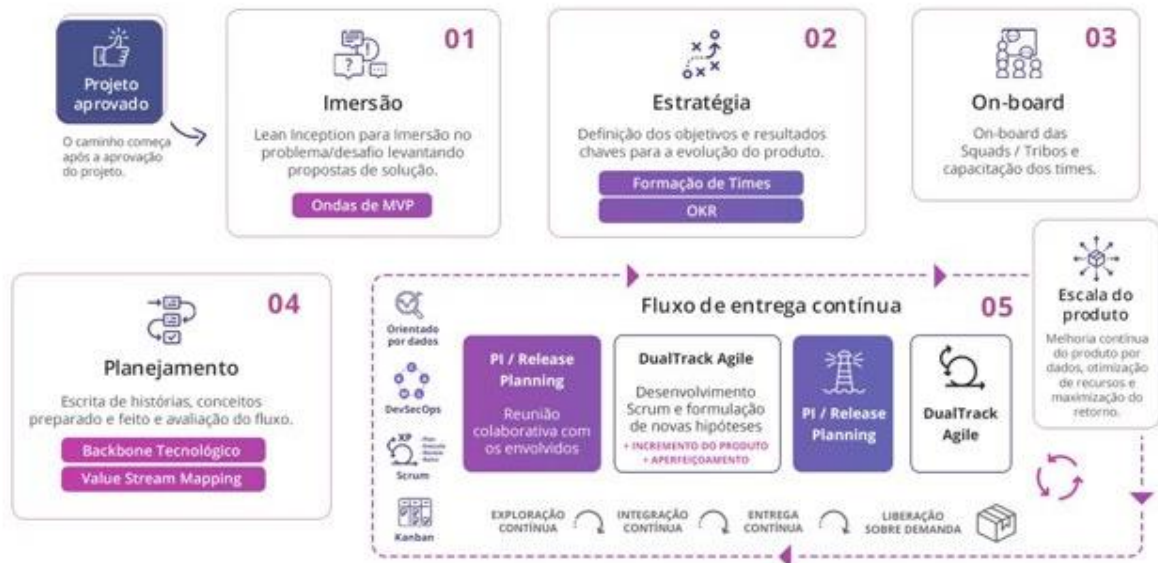 Projeto
aprovado
O caminho começa
após a aprovação
do projeto.
01
Imersão
Lean Inception para Imersão no
problema/desafio levantando
propostas de solução.
Ondas de MVP
02
Estratégia
Definição dos objetivos e resultados
chaves para a evolução do produto.
Formação de Times
OKR
03
On-board
On-board das
Squads / Tribos e
capacitação dos times.
04
Planejamento
Escrita de histórias, conceitos
preparado e feito e avaliação do fluxo.
Backbone Tecnológico
Value Stream Mapping
Fluxo de entrega contínua
05
Orientado
por dados
DevSecOps
XP
Scrum
Kanban
PI / Release
Planning
Reunião
colaborativa com
os envolvidos
DualTrack Agile
Desenvolvimento
Scrum e formulação
de novas hipóteses
+ INCREMENTO DO PRODUTO
+ APERFEIÇOAMENTO
PI / Release
Planning
DualTrack
Agile
EXPLORAÇÃO
CONTÍNUA
INTEGRAÇÃO
CONTÍNUA
ENTREGA
CONTÍNUA
LIBERAÇÃO
SOBRE DEMANDA
Escala do
produto
Melhoria contínua
do produto por
dados, otimização
de recursos e
maximização do
retorno.